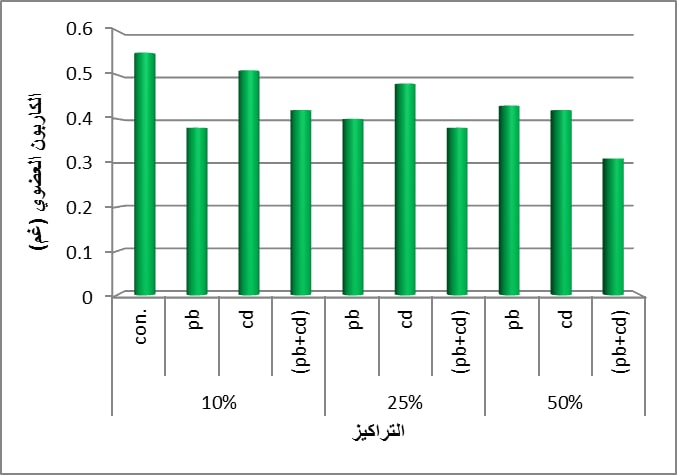 0.6
0.5
0.4
0.3
0.2
0.1
0
الكاربون العضوي (غم)
con.
pb
cd
(pb+cd)
pb
cd
(pb+cd)
pb
cd
(pb+cd)
10%
25%
50%
التراكيز